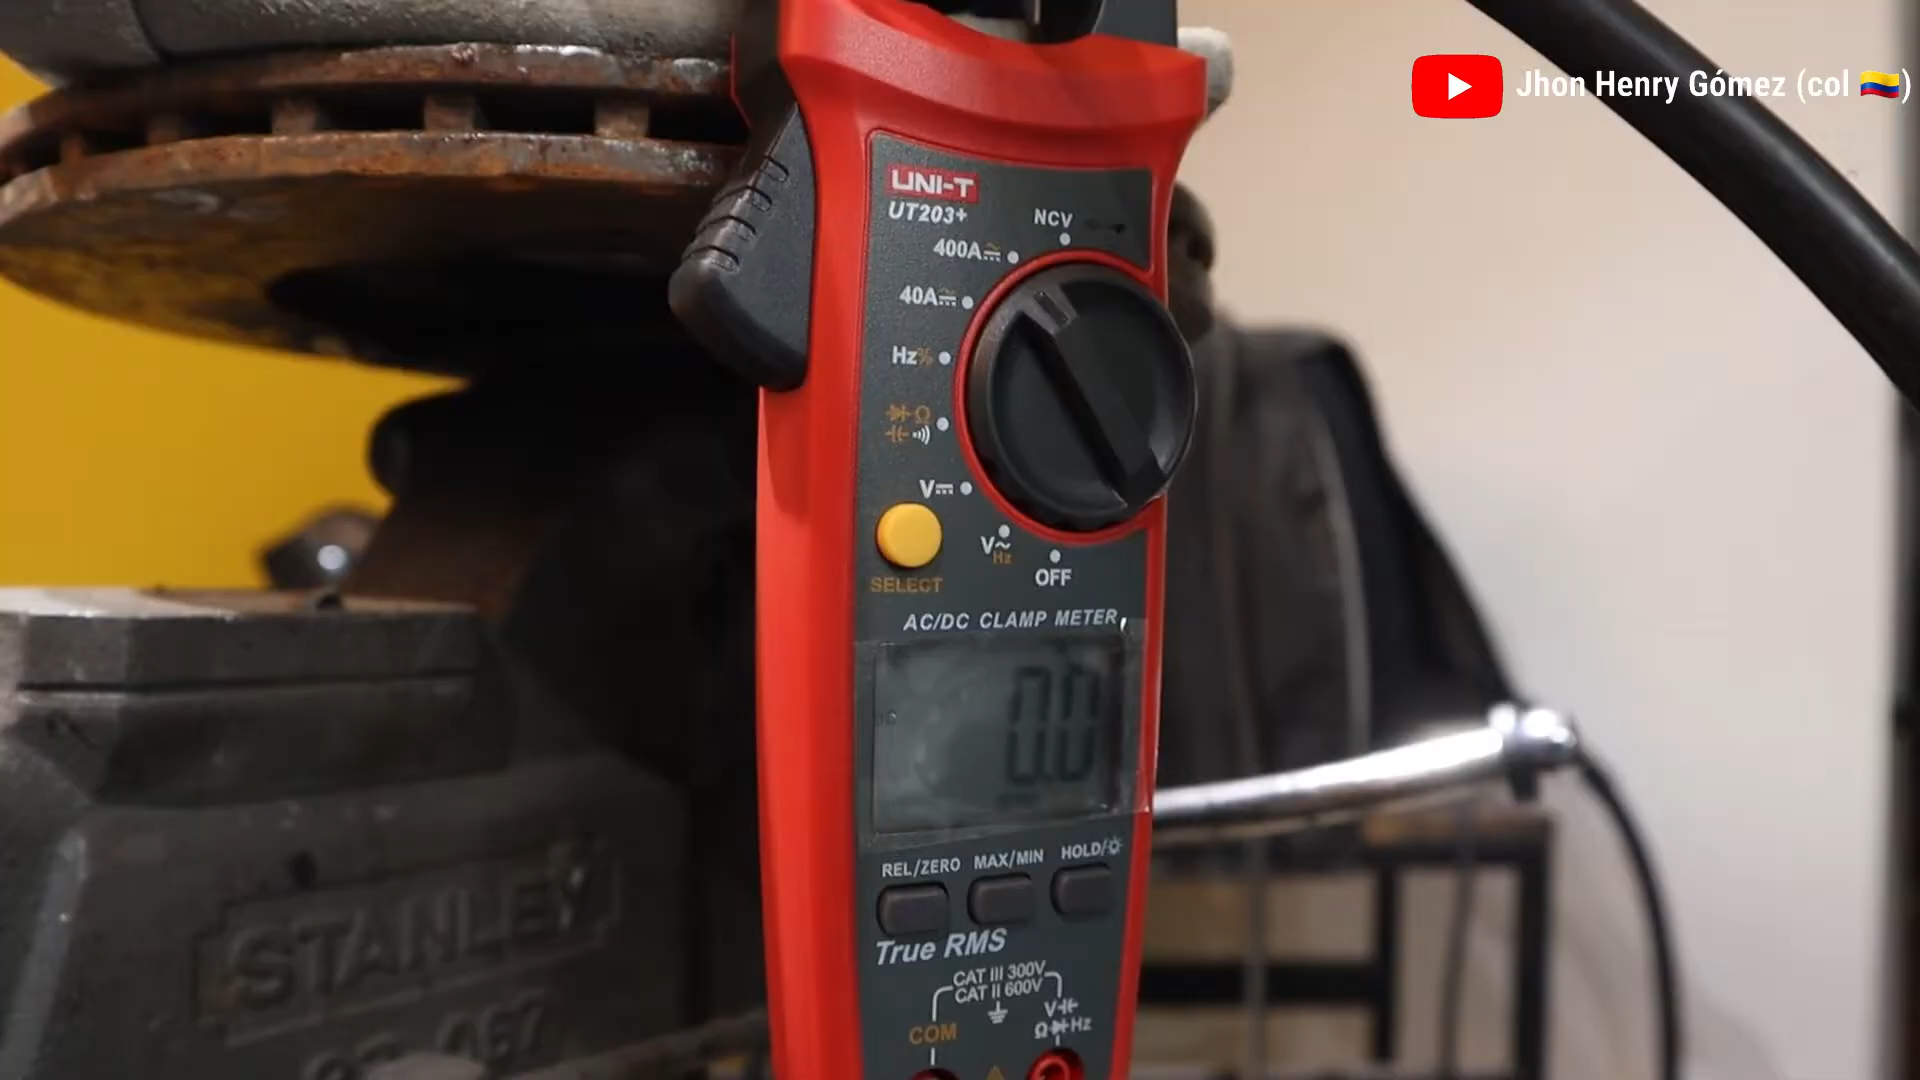 Jhon Henry Gómez (col 🇨🇴)
UNI-T
UT203+
NCV
400A
40A
Hz%
Ω
V
V~
Hz
OFF
SELECT
AC/DC CLAMP METER
0.0
REL/ZERO MAX/MIN HOLD/
True RMS
CAT III 300V
CAT II 600V
V
COM
Ω Hz
STANLEY